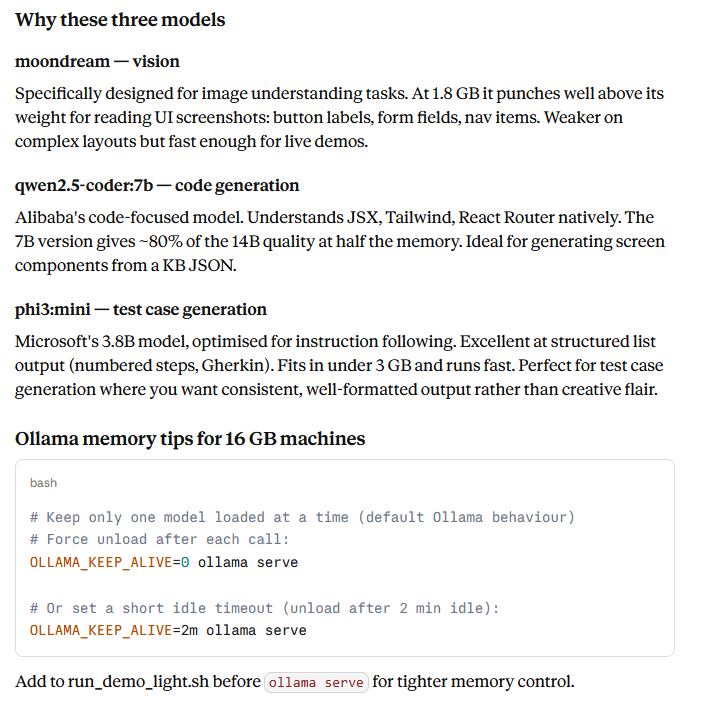 Why these three models
moondream — vision
Specifically designed for image understanding tasks. At 1.8 GB it punches well above its
weight for reading UI screenshots: button labels, form fields, nav items. Weaker on
complex layouts but fast enough for live demos.
qwen2.5-coder:7b — code generation
Alibaba's code-focused model. Understands JSX, Tailwind, React Router natively. The
7B version gives ~80% of the 14B quality at half the memory. Ideal for generating screen
components from a KB JSON.
phi3:mini — test case generation
Microsoft's 3.8B model, optimised for instruction following. Excellent at structured list
output (numbered steps, Gherkin). Fits in under 3 GB and runs fast. Perfect for test case
generation where you want consistent, well-formatted output rather than creative flair.
Ollama memory tips for 16 GB machines
bash
# Keep only one model loaded at a time (default Ollama behaviour)
# Force unload after each call:
OLLAMA_KEEP_ALIVE=0 ollama serve
# Or set a short idle timeout (unload after 2 min idle):
OLLAMA_KEEP_ALIVE=2m ollama serve
Add to run_demo_light.sh before ollama serve for tighter memory control.